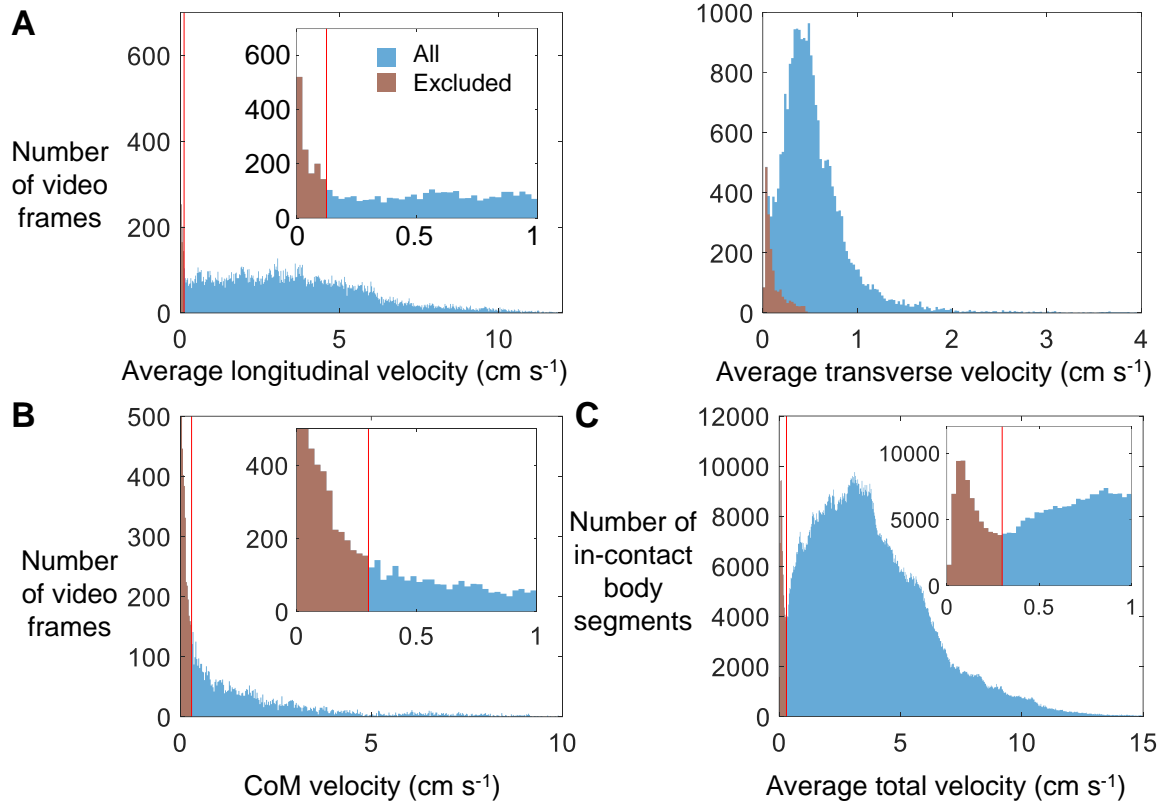 A
Number
of video
frames
700
600
500
400
300
200
100
0
0 5 10
Average longitudinal velocity (cm s-1)
600
400
200
0
0 0.5 1
All
Excluded
1000
800
600
400
200
0
0 1 2 3 4
Average transverse velocity (cm s-1)
B
Number
of video
frames
500
400
300
200
100
0
0 5 10
CoM velocity (cm s-1)
400
200
0
0 0.5 1
C
Number of
in-contact
body
segments
12000
10000
8000
6000
4000
2000
0
0 5 10 15
Average total velocity (cm s-1)
10000
5000
0
0 0.5 1